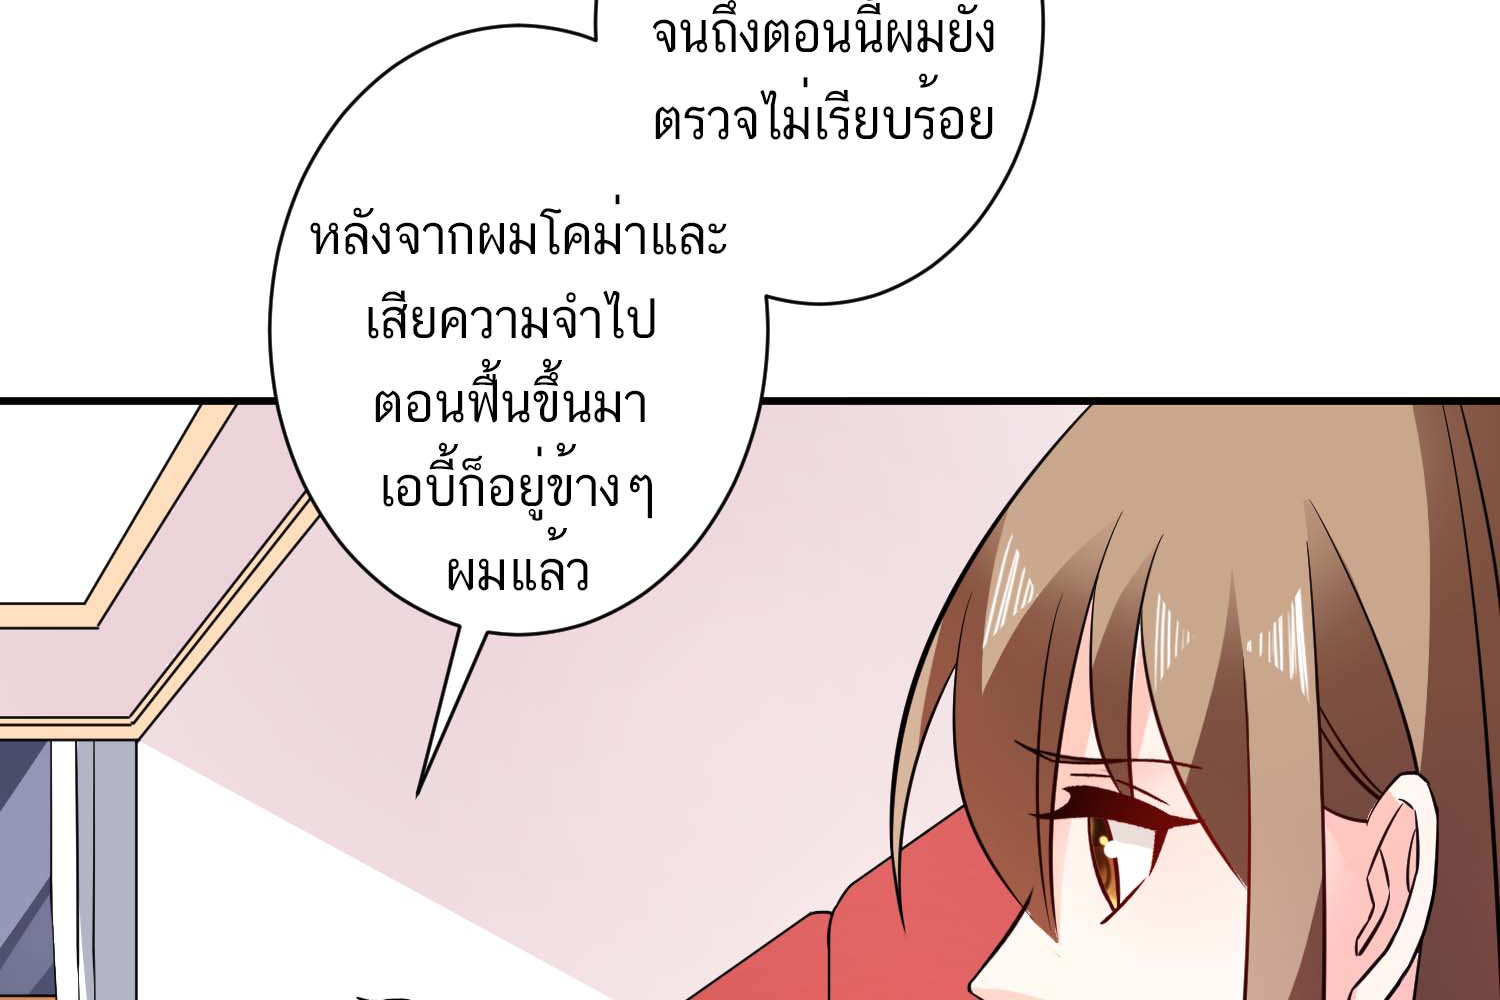 จนถึงตอนนี้ผมยัง
ตรวจไม่เรียบร้อย
หลังจากผมโคม่าและ
เสียความจำไป
ตอนฟื้นขึ้นมา
เอบี้ก็อยู่ข้างๆ
ผมแล้ว